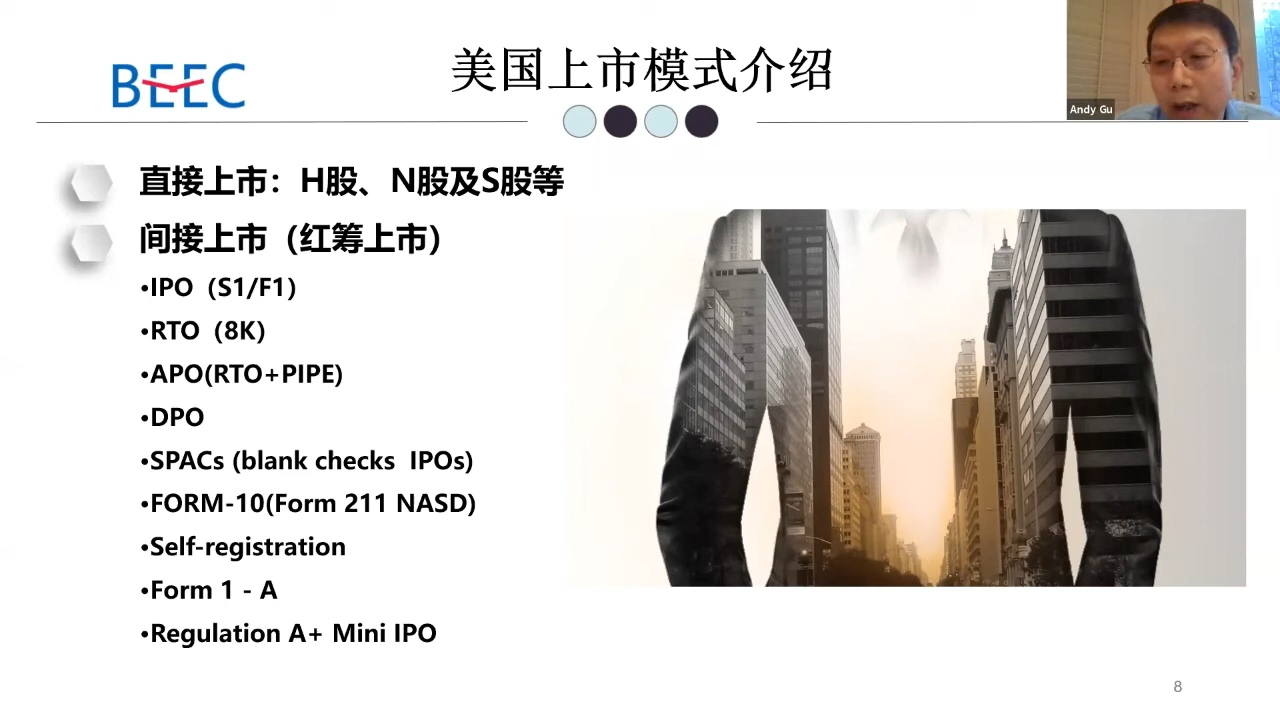 BEEC
美国上市模式介绍
Andy Gu
直接上市：H股、N股及S股等
间接上市（红筹上市）
•IPO（S1/F1）
•RTO（8K）
•APO(RTO+PIPE)
•DPO
•SPACs (blank checks  IPOs)
•FORM-10(Form 211 NASD)
•Self-registration
•Form 1 - A
•Regulation A+ Mini IPO
8